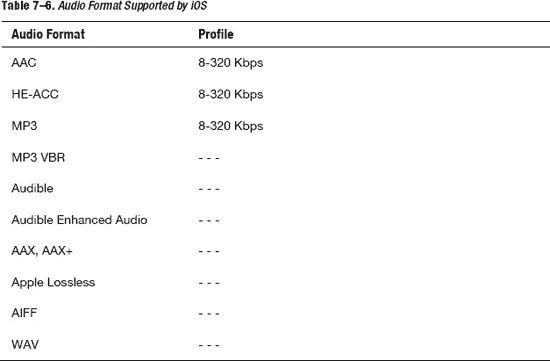 Table 7–6. Audio Format Supported by iOS
Audio Format Profile
AAC 8-320 Kbps
HE-ACC 8-320 Kbps
MP3 8-320 Kbps
MP3 VBR - - -
Audible - - -
Audible Enhanced Audio - - -
AAX, AAX+ - - -
Apple Lossless - - -
AIFF - - -
WAV - - -